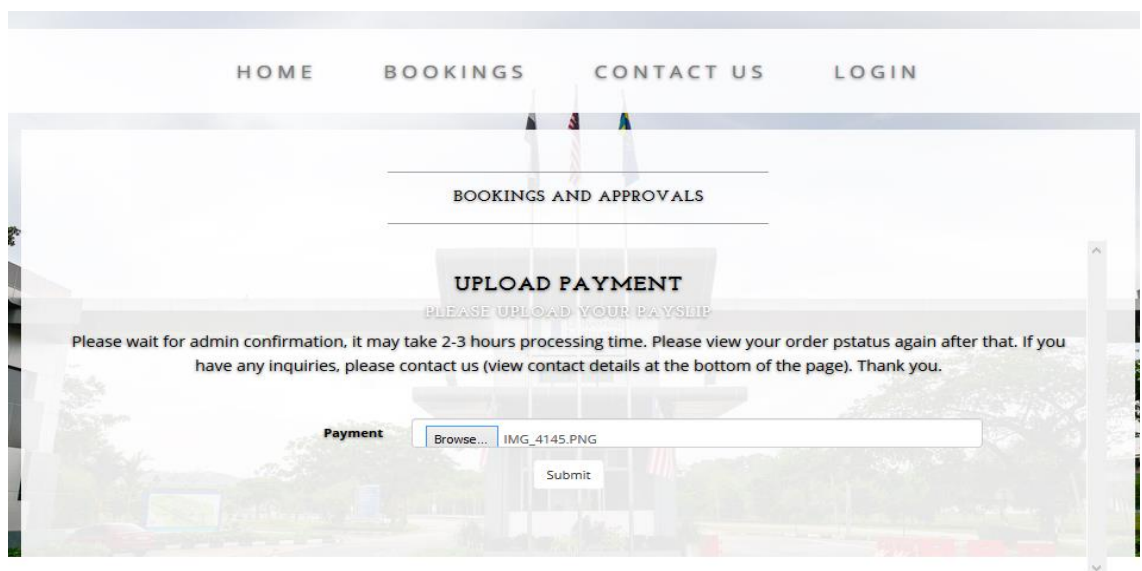 HOME BOOKINGS CONTACT US LOGIN
BOOKINGS AND APPROVALS
UPLOAD PAYMENT
PLEASE UPLOAD YOUR PAYSLIP
Please wait for admin confirmation, it may take 2-3 hours processing time. Please view your order pstatus again after that. If you
have any inquiries, please contact us (view contact details at the bottom of the page). Thank you.
Payment Browse... IMG_4145.PNG
Submit